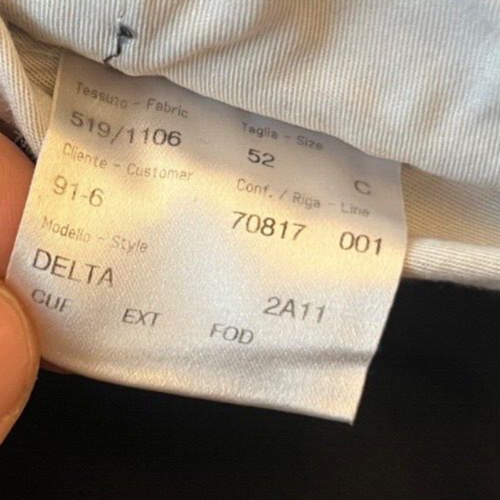 Tessuto - Fabric Taglia - Size
519/1106 52 C
Cliente - Customer Conf. / Riga - Line
91-6 70817 001
Modello - Style
DELTA 2A11
CUF EXT FOD